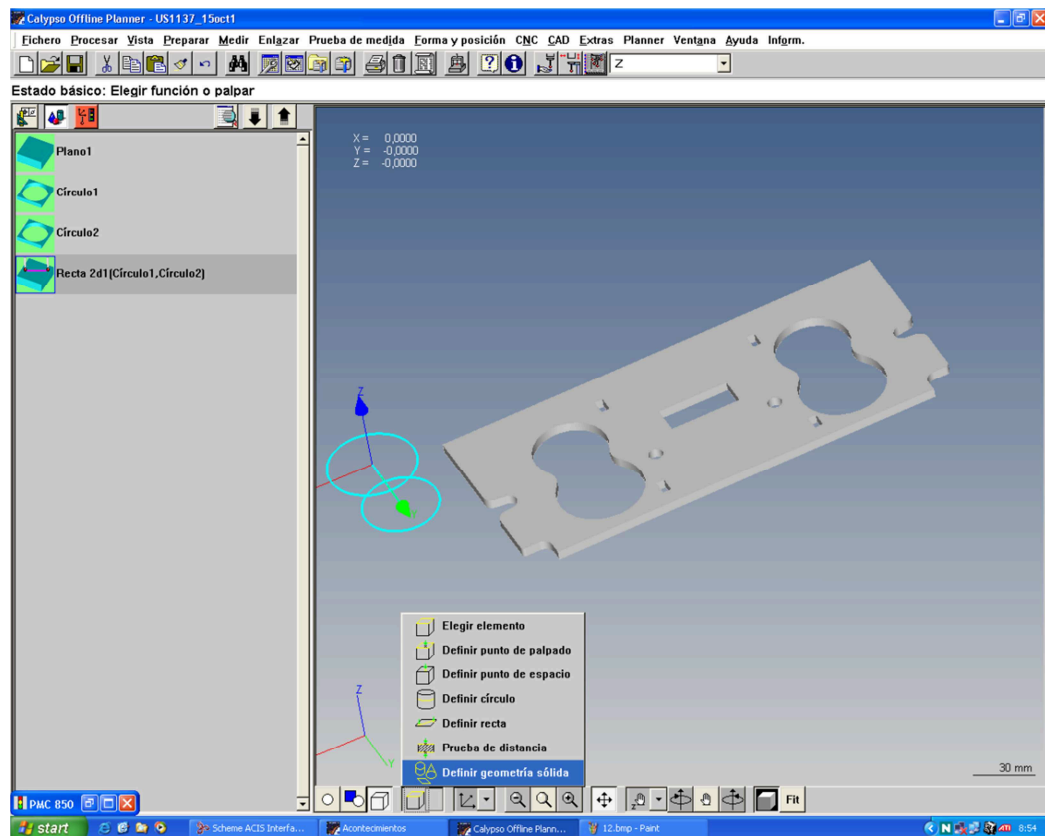 Calypso Offline Planner - US1137_15oct1
Fichero Procesar Vista Preparar Medir Enlazar Prueba de medida Forma y posición CNC CAD Extras Planner Ventana Ayuda Inform.
Z
Estado básico: Elegir función o palpar
X = 0,0000
Y = -0,0000
Z = -0,0000
Plano1
Círculo1
Círculo2
Recta 2d1(Círculo1,Círculo2)
Z
Y
Elegir elemento
Definir punto de palpado
Definir punto de espacio
Definir círculo
Definir recta
Prueba de distancia
Definir geometría sólida
Z
Y
30 mm
PMC 850
Fit
start
Scheme ACIS Interfa...
Acontecimientos
Calypso Offline Plann...
12.bmp - Paint
8:54